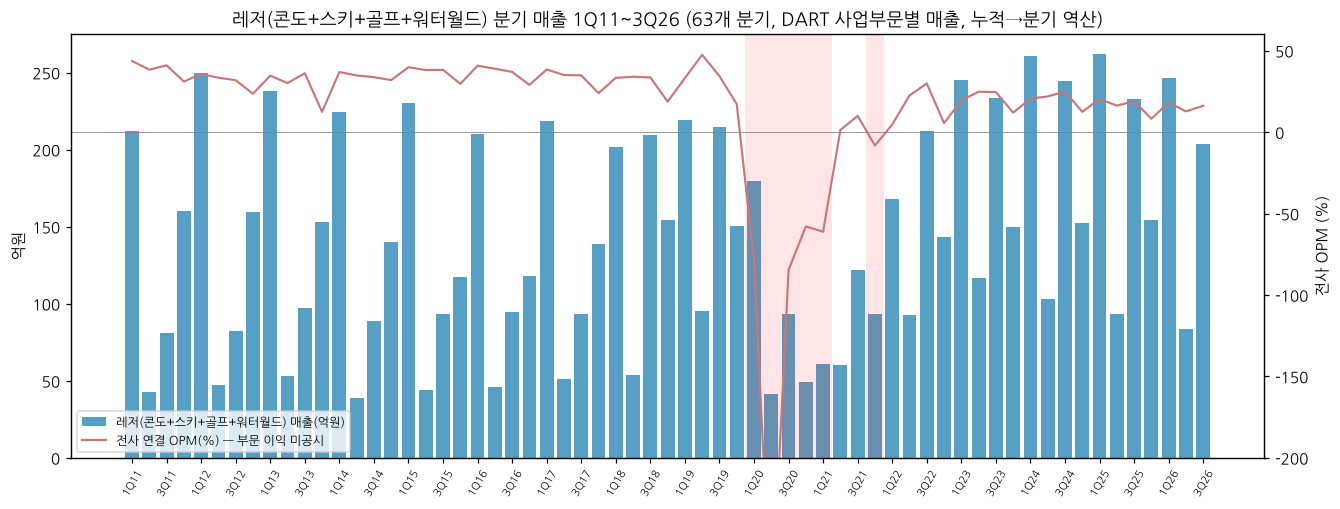 레저(콘도+스키+골프+워터월드) 분기 매출 1Q11~3Q26 (63개 분기, DART 사업부문별 매출, 누적→분기 역산)
억원
250
200
150
100
50
0
50
0
-50
-100
-150
-200
전사 OPM (%)
레저(콘도+스키+골프+워터월드) 매출(억원)
전사 연결 OPM(%) — 부문 이익 미공시
1Q11 3Q11 1Q12 3Q12 1Q13 3Q13 1Q14 3Q14 1Q15 3Q15 1Q16 3Q16 1Q17 3Q17 1Q18 3Q18 1Q19 3Q19 1Q20 3Q20 1Q21 3Q21 1Q22 3Q22 1Q23 3Q23 1Q24 3Q24 1Q25 3Q25 1Q26 3Q26